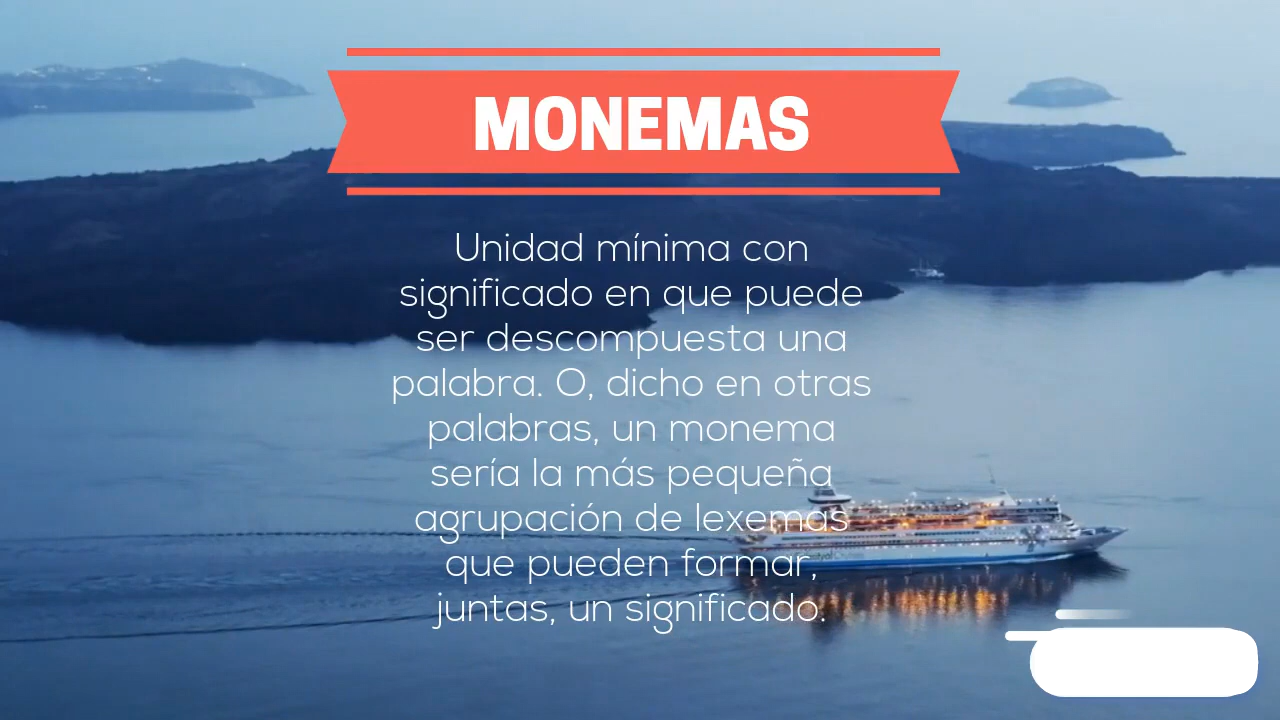 MONEMAS
Unidad mínima con
significado en que puede
ser descompuesta una
palabra. O, dicho en otras
palabras, un monema
sería la más pequeña
agrupación de lexemas
que pueden formar,
juntas, un significado.